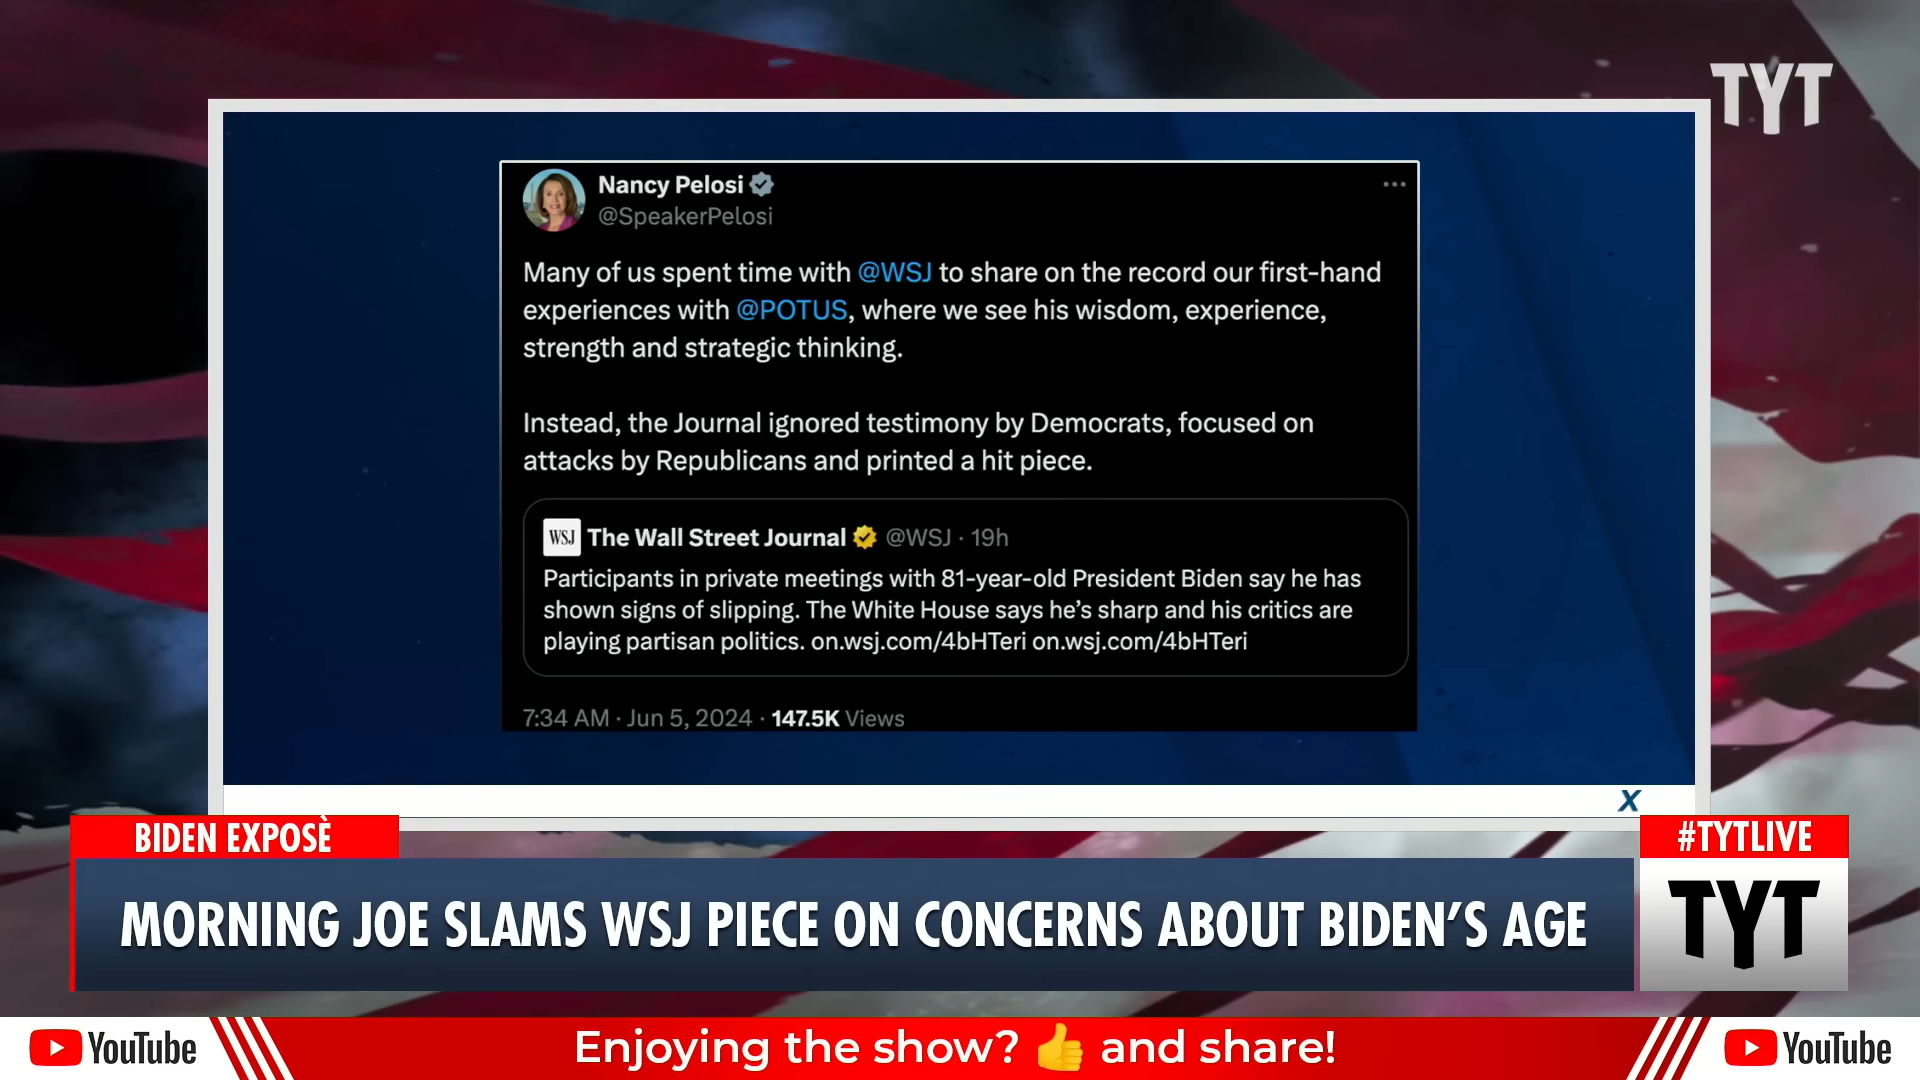 TYT
Nancy Pelosi
@SpeakerPelosi
Many of us spent time with @WSJ to share on the record our first-hand
experiences with @POTUS, where we see his wisdom, experience,
strength and strategic thinking.
Instead, the Journal ignored testimony by Democrats, focused on
attacks by Republicans and printed a hit piece.
WSJ The Wall Street Journal @WSJ · 19h
Participants in private meetings with 81-year-old President Biden say he has
shown signs of slipping. The White House says he's sharp and his critics are
playing partisan politics. on.wsj.com/4bHTeri on.wsj.com/4bHTeri
7:34 AM · Jun 5, 2024 · 147.5K Views
X
BIDEN EXPOSÈ
#TYTLIVE
MORNING JOE SLAMS WSJ PIECE ON CONCERNS ABOUT BIDEN'S AGE
TYT
YouTube
Enjoying the show? 👍 and share!
YouTube